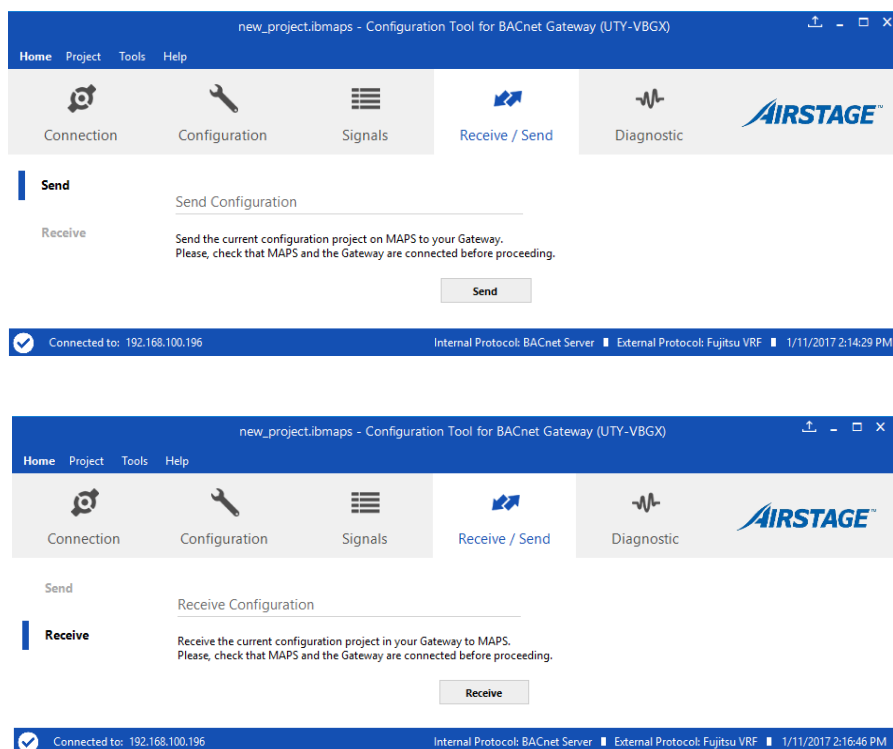 new_project.ibmaps - Configuration Tool for BACnet Gateway (UTY-VBGX)
Home Project Tools Help
Connection Configuration Signals Receive / Send Diagnostic AIRSTAGE™
Send
Send Configuration
Receive
Send the current configuration project on MAPS to your Gateway.
Please, check that MAPS and the Gateway are connected before proceeding.
Send
Connected to: 192.168.100.196 Internal Protocol: BACnet Server External Protocol: Fujitsu VRF 1/11/2017 2:14:29 PM
new_project.ibmaps - Configuration Tool for BACnet Gateway (UTY-VBGX)
Home Project Tools Help
Connection Configuration Signals Receive / Send Diagnostic AIRSTAGE™
Send
Receive Configuration
Receive
Receive the current configuration project in your Gateway to MAPS.
Please, check that MAPS and the Gateway are connected before proceeding.
Receive
Connected to: 192.168.100.196 Internal Protocol: BACnet Server External Protocol: Fujitsu VRF 1/11/2017 2:16:46 PM